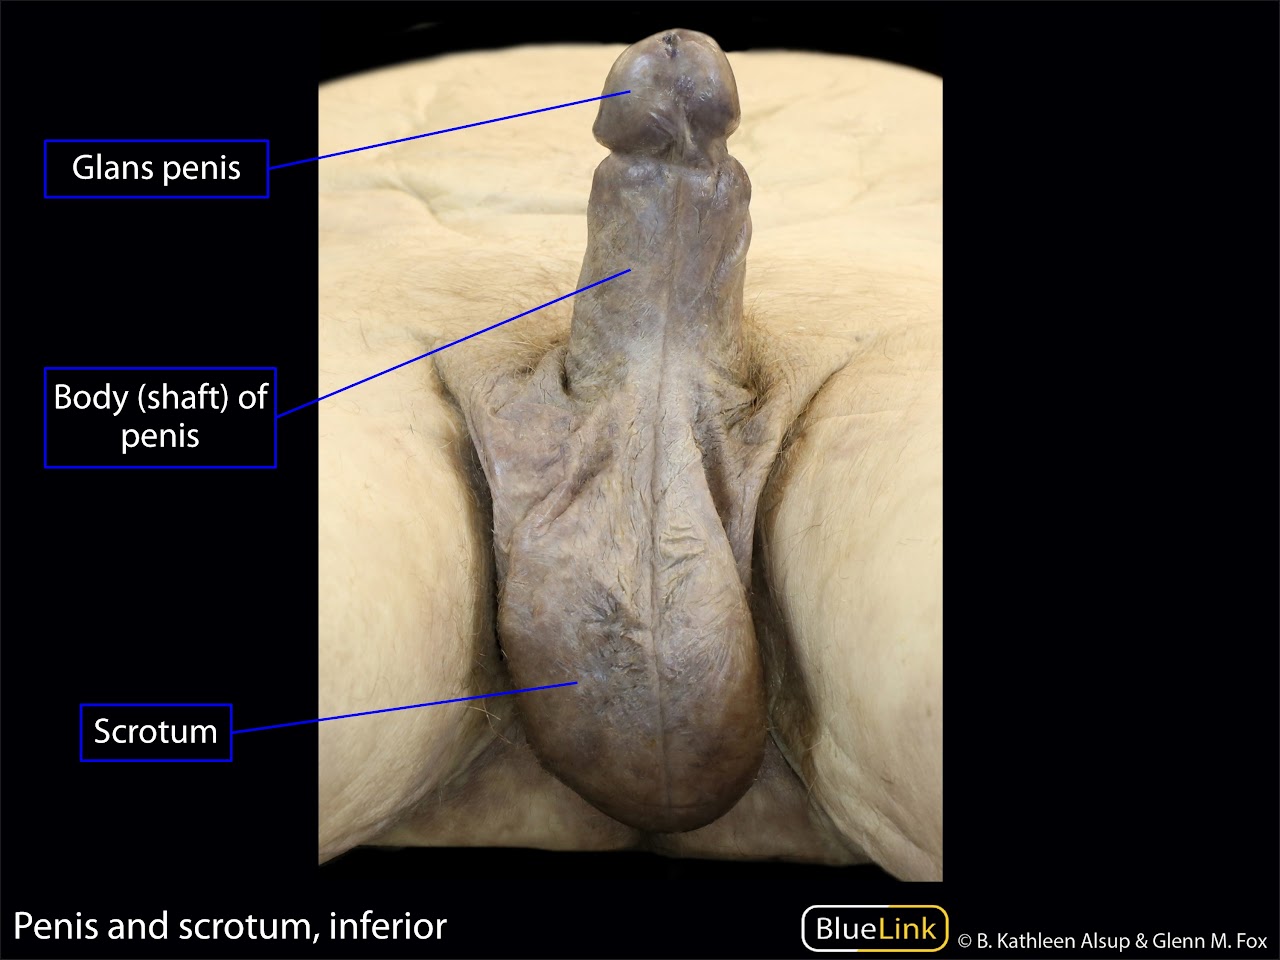 Glans penis
Body (shaft) of
penis
Scrotum
Penis and scrotum, inferior
BlueLink
© B. Kathleen Alsup & Glenn M. Fox